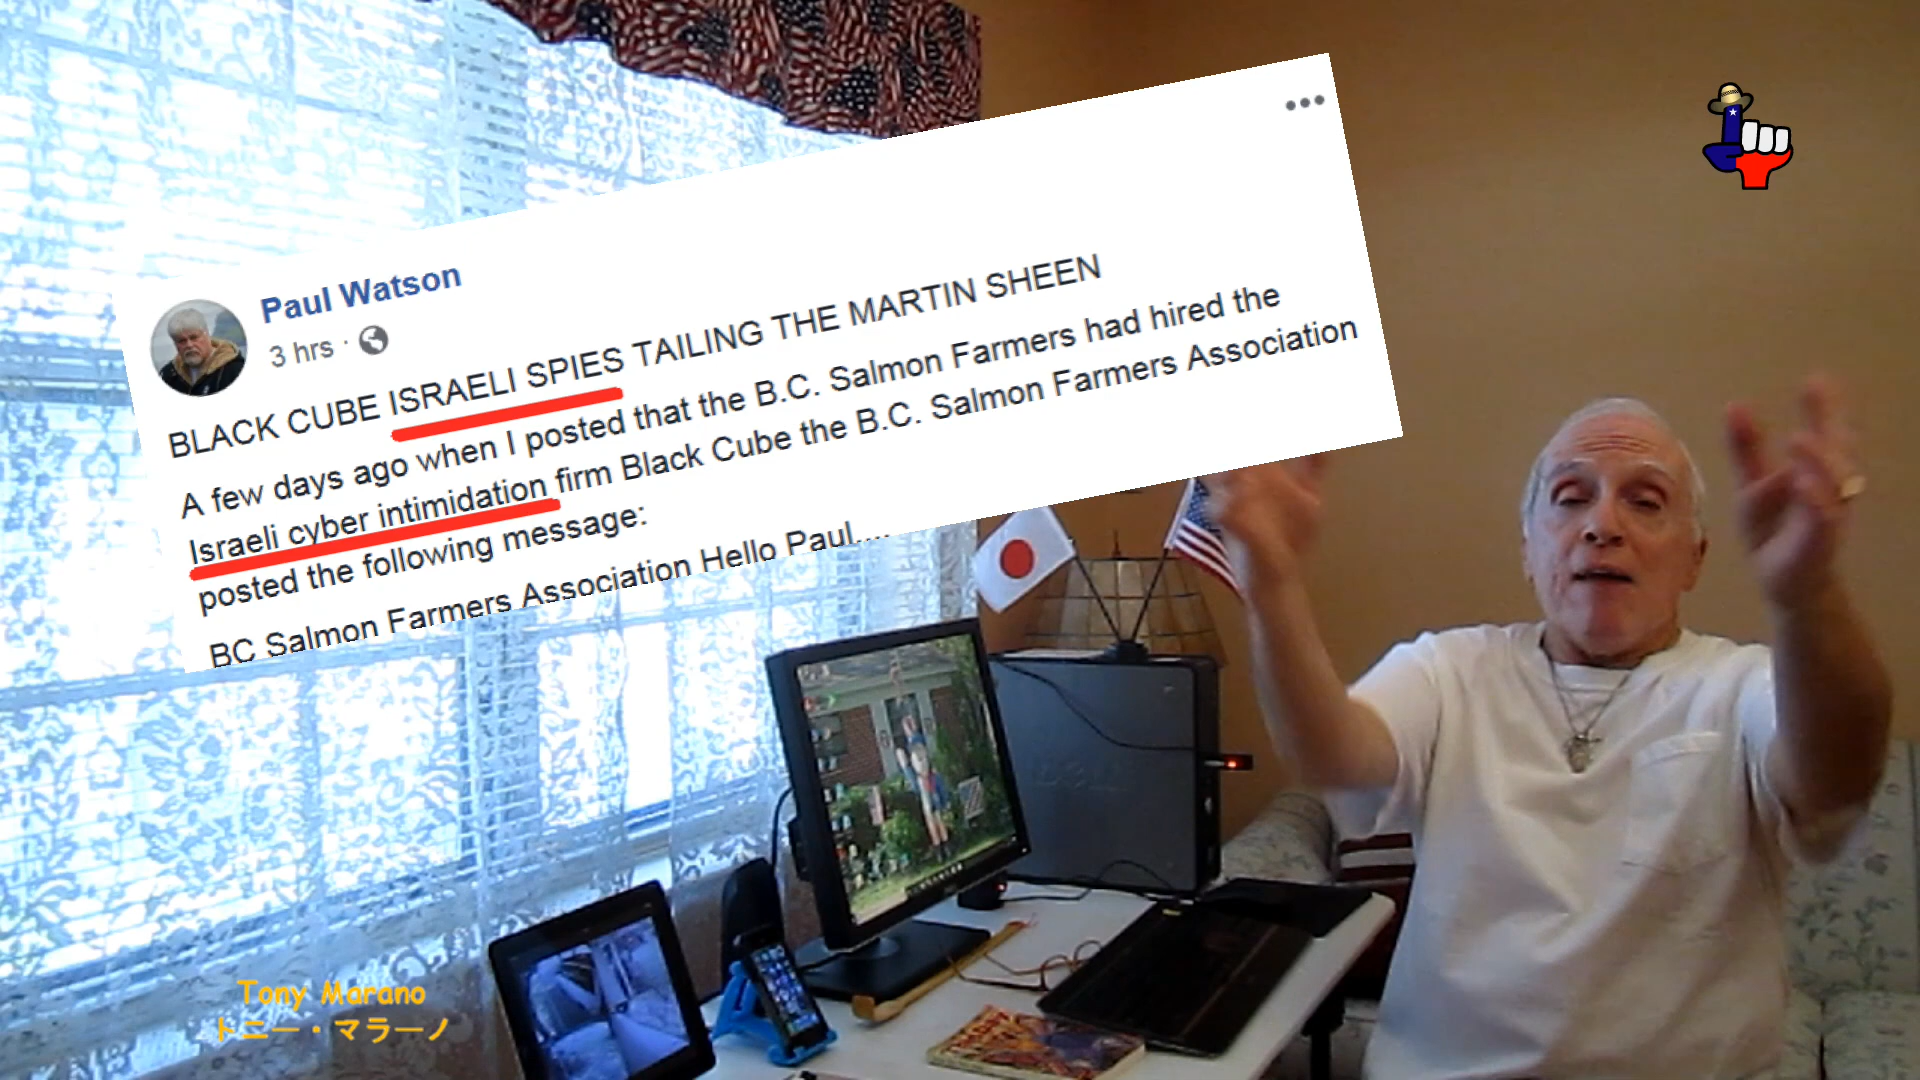 Paul Watson
3 hrs ·
BLACK CUBE ISRAELI SPIES TAILING THE MARTIN SHEEN
A few days ago when I posted that the B.C. Salmon Farmers had hired the
Israeli cyber intimidation firm Black Cube the B.C. Salmon Farmers Association
posted the following message:
BC Salmon Farmers Association Hello Paul....
Tony Marano
トニー・マラーノ